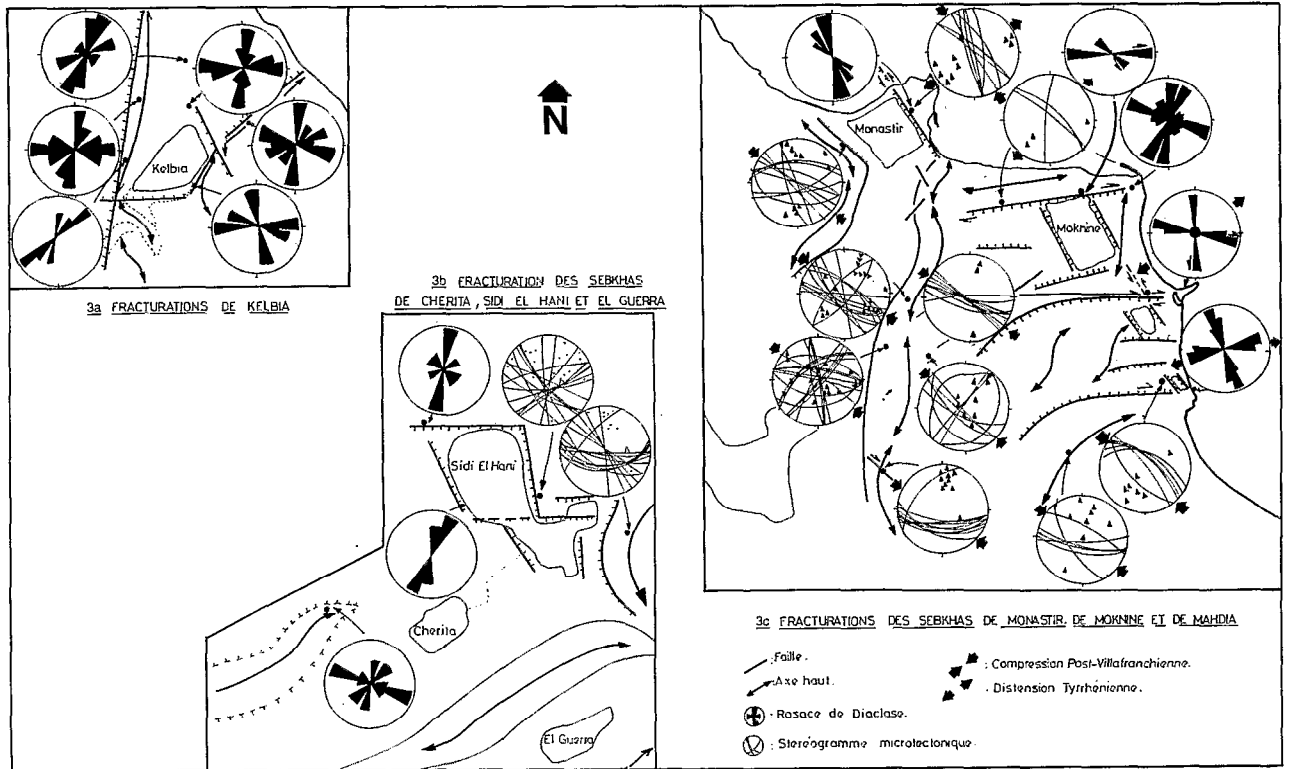 Kelbia
3a FRACTURATIONS DE KELBIA
N
3b FRACTURATION DES SEBKHAS
DE CHERITA, SIDI EL HANI ET EL GUERRA
Sidi El Hani
Cherita
El Guerra
Monastir
Moknine
3c FRACTURATIONS DES SEBKHAS DE MONASTIR. DE MOKNINE ET DE MAHDIA
: Faille.
: Axe haut.
: Rosace de Diaclase.
: Stéréogramme microtectonique.
: Compression Post-Villafranchienne.
. Distension Tyrrhénienne.